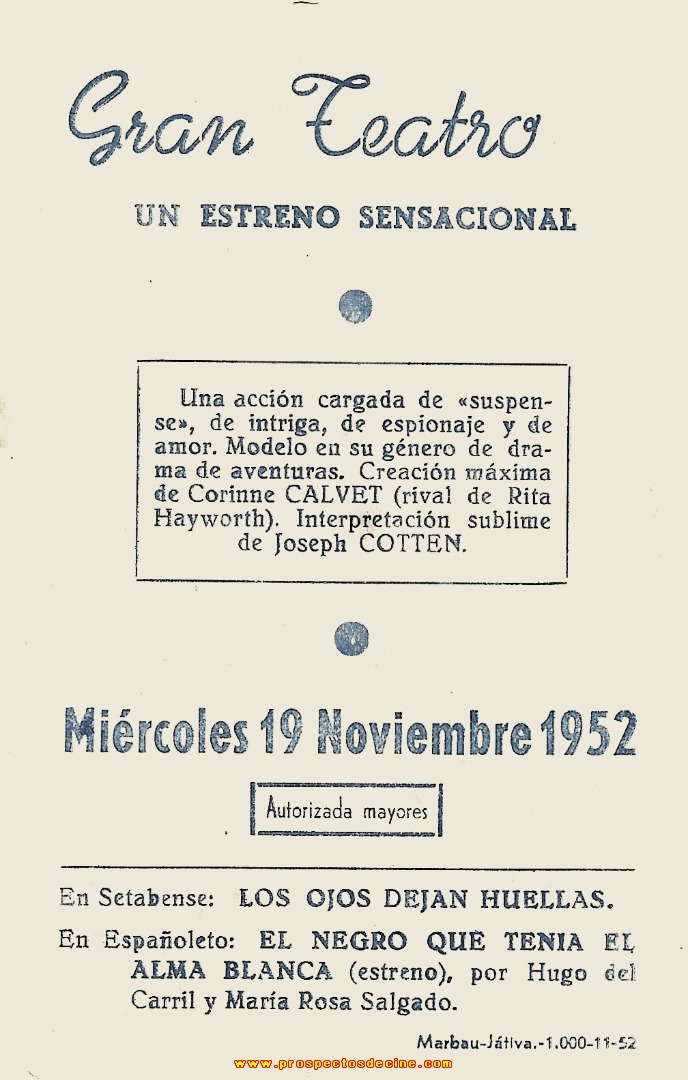 Gran Teatro
UN ESTRENO SENSACIONAL
Una acción cargada de «suspen-
se», de intriga, de espionaje y de
amor. Modelo en su género de dra-
ma de aventuras. Creación máxima
de Corinne CALVET (rival de Rita
Hayworth). Interpretación sublime
de Joseph COTTEN.
Miércoles 19 Noviembre 1952
Autorizada mayores
En Setabense: LOS OJOS DEJAN HUELLAS.
En Españoleto: EL NEGRO QUE TENIA EL
ALMA BLANCA (estreno), por Hugo del
Carril y María Rosa Salgado.
Marbau-Játiva.-1.000-11-52
www.prospectosdecine.com